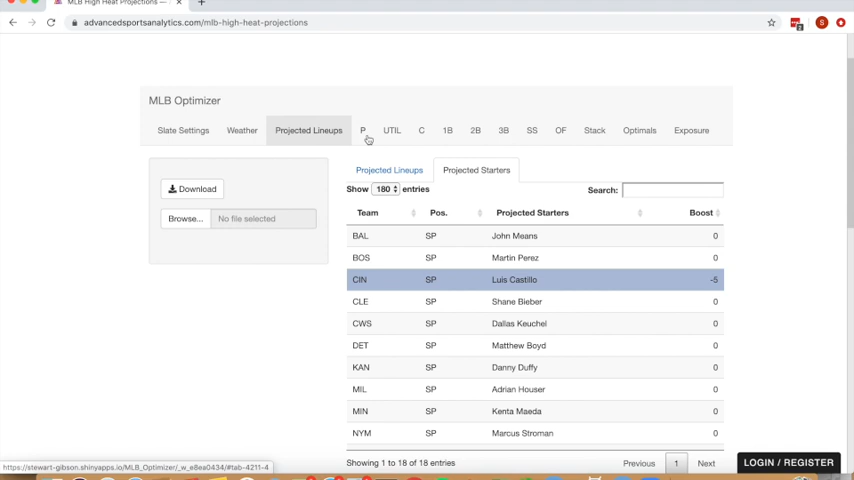 MLB High Heat Projections —
advancedsportsanalytics.com/mlb-high-heat-projections
2
S
MLB Optimizer
Slate Settings Weather Projected Lineups P UTIL C 1B 2B 3B SS OF Stack Optimals Exposure
Download
Browse... No file selected
Projected Lineups Projected Starters
Show 180 entries Search:
Team Pos. Projected Starters Boost
BAL SP John Means 0
BOS SP Martin Perez 0
CIN SP Luis Castillo -5
CLE SP Shane Bieber 0
CWS SP Dallas Keuchel 0
DET SP Matthew Boyd 0
KAN SP Danny Duffy 0
MIL SP Adrian Houser 0
MIN SP Kenta Maeda 0
NYM SP Marcus Stroman 0
Showing 1 to 18 of 18 entries Previous 1 Next
LOGIN / REGISTER
https://stewart-gibson.shinyapps.io/MLB_Optimizer/_w_e8ea0434/#tab-4211-4